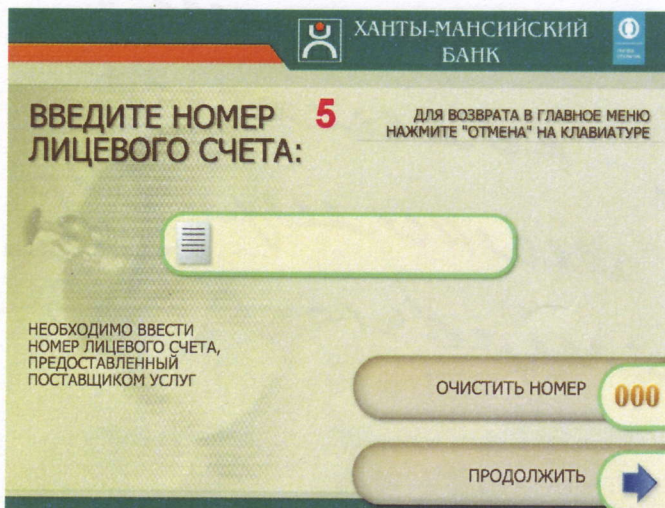 ХАНТЫ-МАНСИЙСКИЙ
БАНК
ВВЕДИТЕ НОМЕР
ЛИЦЕВОГО СЧЕТА:
5
ДЛЯ ВОЗВРАТА В ГЛАВНОЕ МЕНЮ
НАЖМИТЕ "ОТМЕНА" НА КЛАВИАТУРЕ
НЕОБХОДИМО ВВЕСТИ
НОМЕР ЛИЦЕВОГО СЧЕТА,
ПРЕДОСТАВЛЕННЫЙ
ПОСТАВЩИКОМ УСЛУГ
ОЧИСТИТЬ НОМЕР
000
ПРОДОЛЖИТЬ